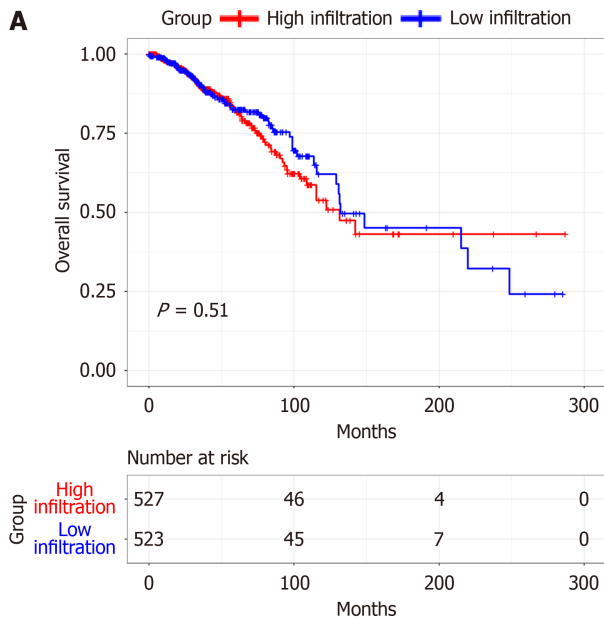 A
Group High infiltration Low infiltration
1.00
0.75
0.50
0.25
0.00
Overall survival
P = 0.51
0 100 200 300
Months
Number at risk
Group
High infiltration 527 46 4 0
Low infiltration 523 45 7 0
0 100 200 300
Months